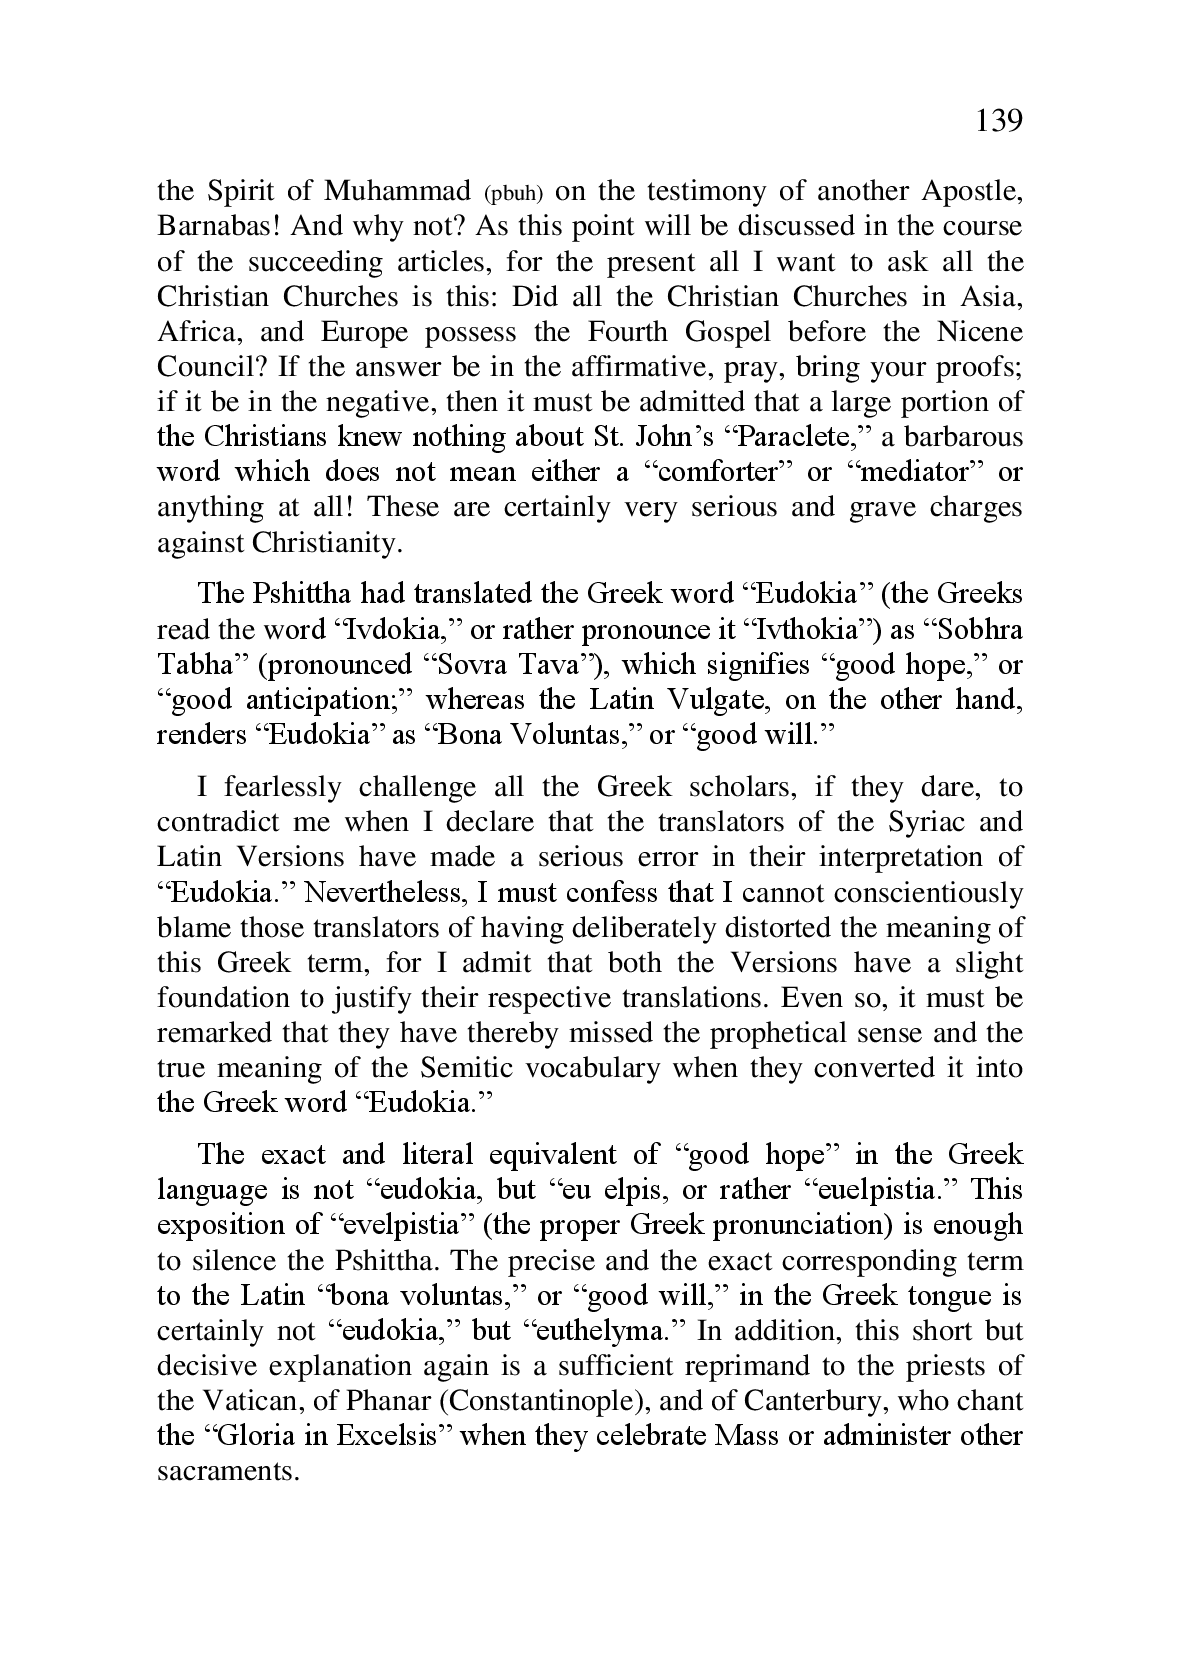 139
the Spirit of Muhammad (pbuh) on the testimony of another Apostle,
Barnabas! And why not? As this point will be discussed in the course
of the succeeding articles, for the present all I want to ask all the
Christian Churches is this: Did all the Christian Churches in Asia,
Africa, and Europe possess the Fourth Gospel before the Nicene
Council? If the answer be in the affirmative, pray, bring your proofs;
if it be in the negative, then it must be admitted that a large portion of
the Christians knew nothing about St. John’s “Paraclete,” a barbarous
word which does not mean either a “comforter” or “mediator” or
anything at all! These are certainly very serious and grave charges
against Christianity.
The Pshittha had translated the Greek word “Eudokia” (the Greeks
read the word “Ivdokia,” or rather pronounce it “Ivthokia”) as “Sobhra
Tabha” (pronounced “Sovra Tava”), which signifies “good hope,” or
“good anticipation;” whereas the Latin Vulgate, on the other hand,
renders “Eudokia” as “Bona Voluntas,” or “good will.”
I fearlessly challenge all the Greek scholars, if they dare, to
contradict me when I declare that the translators of the Syriac and
Latin Versions have made a serious error in their interpretation of
“Eudokia.” Nevertheless, I must confess that I cannot conscientiously
blame those translators of having deliberately distorted the meaning of
this Greek term, for I admit that both the Versions have a slight
foundation to justify their respective translations. Even so, it must be
remarked that they have thereby missed the prophetical sense and the
true meaning of the Semitic vocabulary when they converted it into
the Greek word “Eudokia.”
The exact and literal equivalent of “good hope” in the Greek
language is not “eudokia, but “eu elpis, or rather “euelpistia.” This
exposition of “evelpistia” (the proper Greek pronunciation) is enough
to silence the Pshittha. The precise and the exact corresponding term
to the Latin “bona voluntas,” or “good will,” in the Greek tongue is
certainly not “eudokia,” but “euthelyma.” In addition, this short but
decisive explanation again is a sufficient reprimand to the priests of
the Vatican, of Phanar (Constantinople), and of Canterbury, who chant
the “Gloria in Excelsis” when they celebrate Mass or administer other
sacraments.